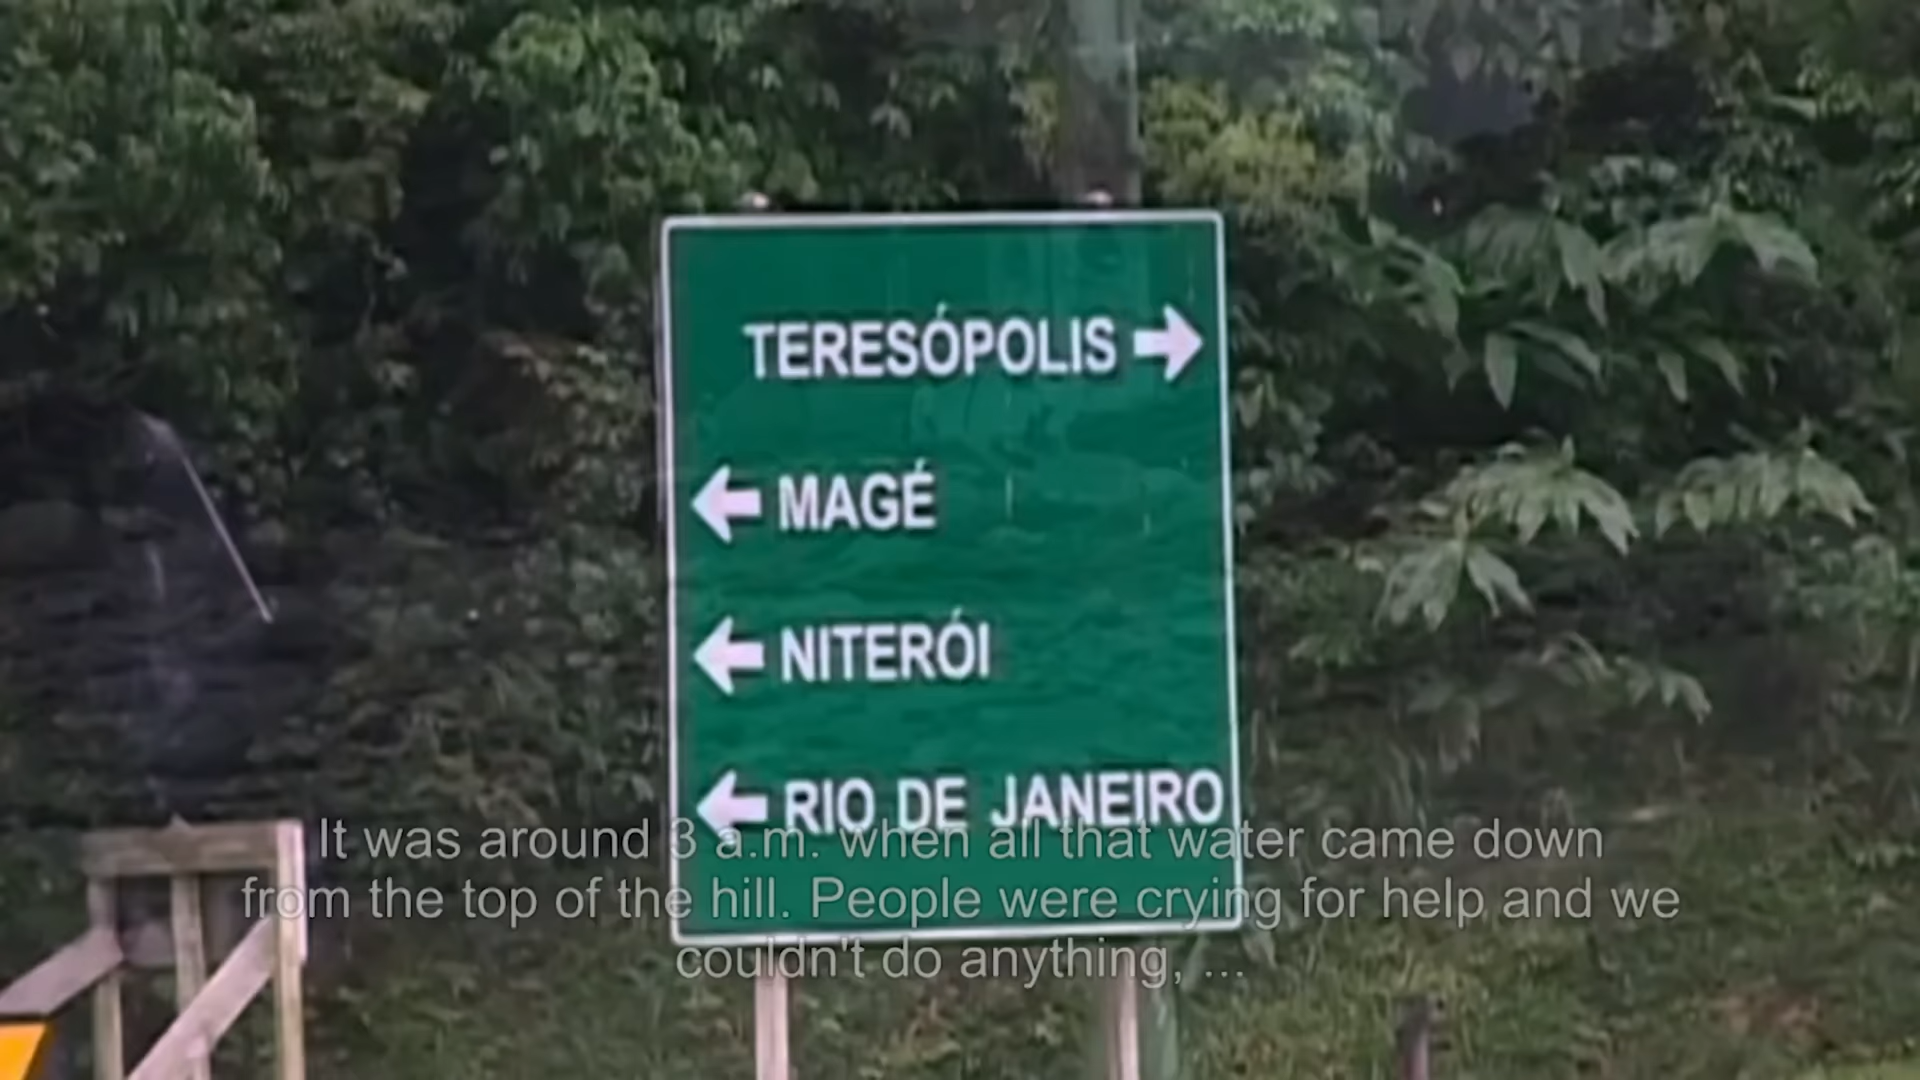 TERESÓPOLIS
MAGÉ
NITERÓI
RIO DE JANEIRO
It was around 3 a.m. when all that water came down
from the top of the hill. People were crying for help and we
couldn't do anything, ...